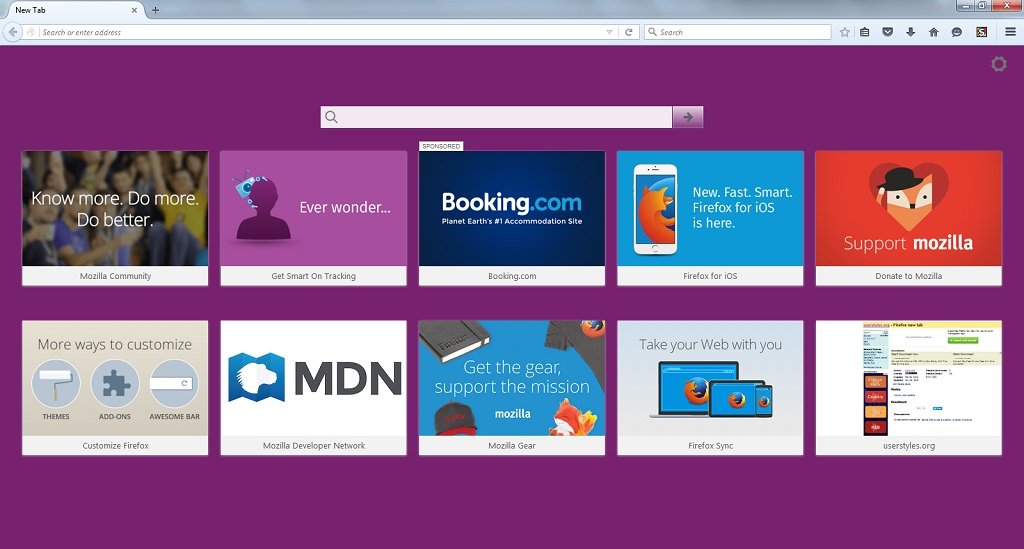 New Tab
Search or enter address
Search
SPONSORED
Know more. Do more.
Do better.
Mozilla Community
Ever wonder...
Get Smart On Tracking
Booking.com
Planet Earth's #1 Accommodation Site
Booking.com
New. Fast. Smart.
Firefox for iOS
is here.
Firefox for iOS
Support mozilla
Donate to Mozilla
More ways to customize
THEMES
ADD-ONS
AWESOME BAR
Customize Firefox
MDN
Mozilla Developer Network
Get the gear,
support the mission
mozilla
Mozilla Gear
Take your Web with you
Firefox Sync
userstyles.org - Firefox new tab
userstyles.org